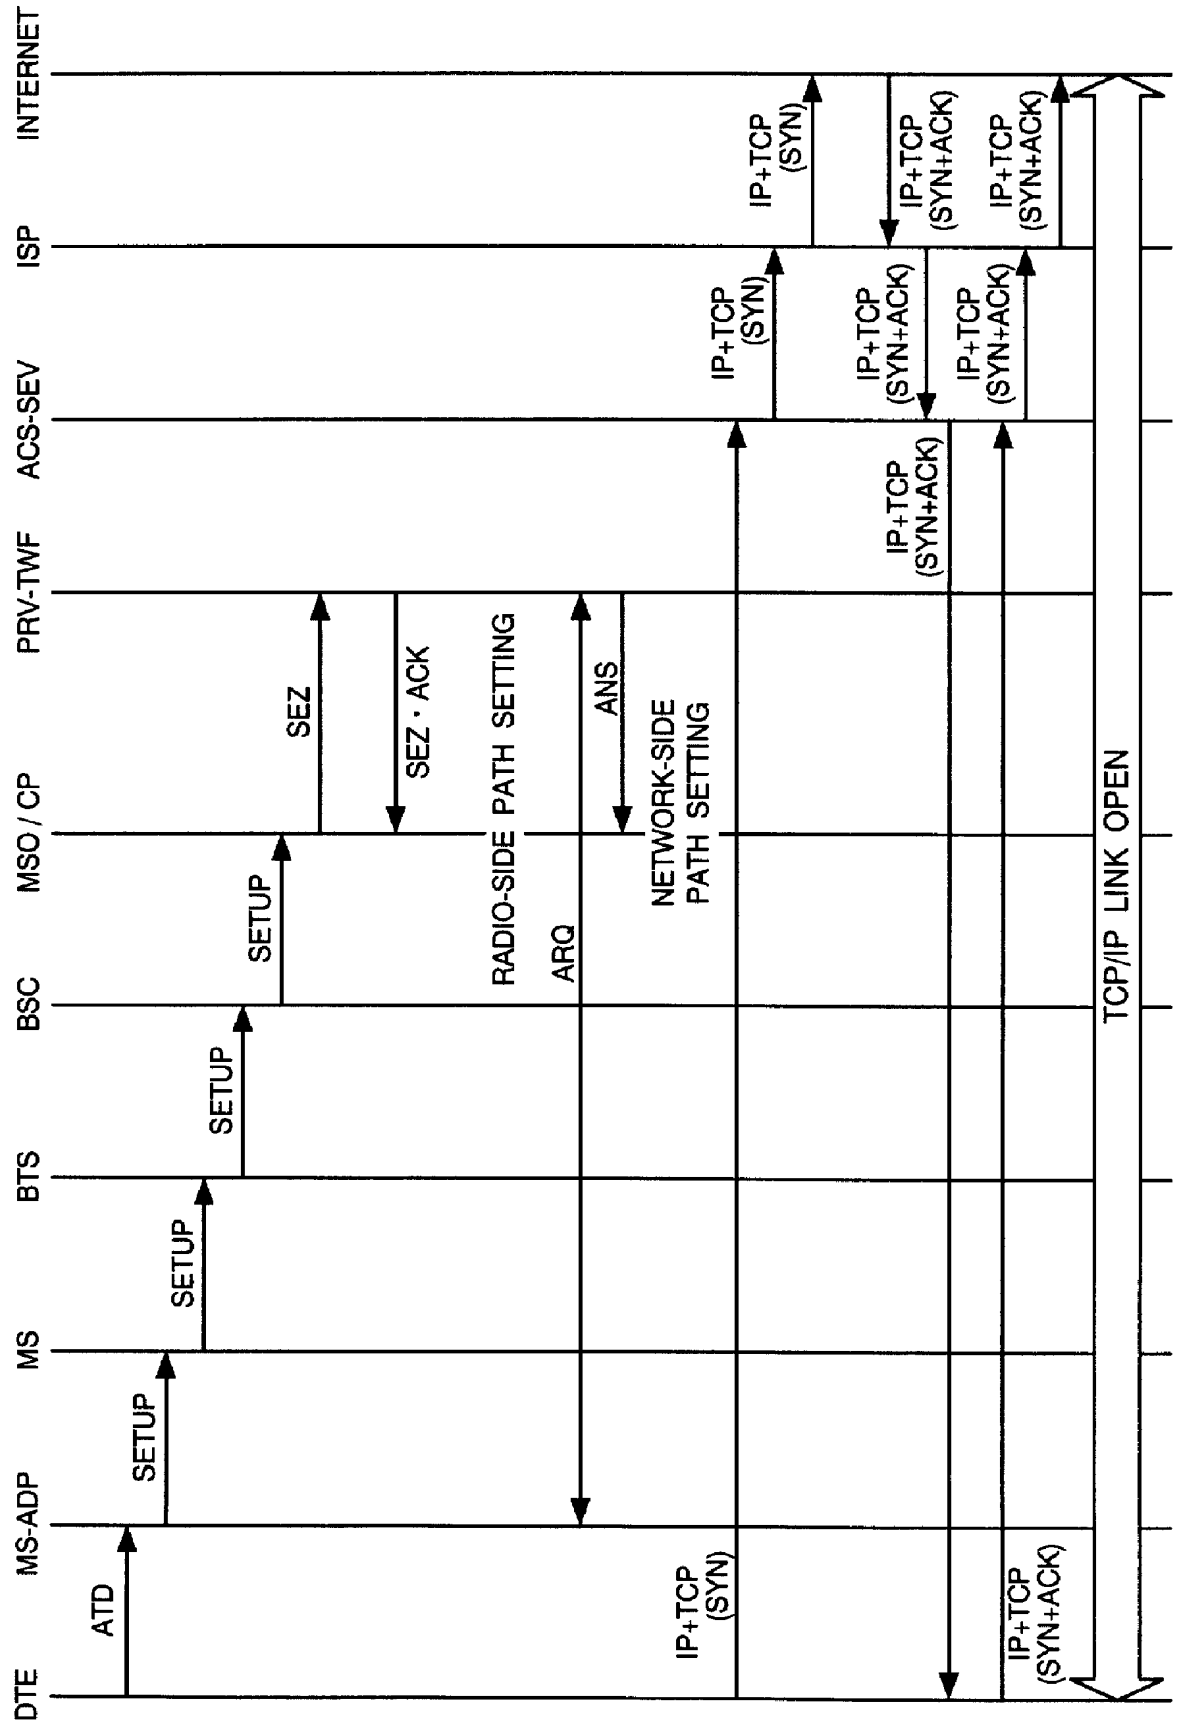 DTE
MS-ADP
MS
BTS
BSC
MSO / CP
PRV-TWF
ACS-SEV
ISP
INTERNET
ATD
SETUP
SETUP
SETUP
SETUP
SEZ
SEZ · ACK
RADIO-SIDE PATH SETTING
ARQ
ANS
NETWORK-SIDE
PATH SETTING
IP+TCP
(SYN)
IP+TCP
(SYN)
IP+TCP
(SYN)
IP+TCP
(SYN+ACK)
IP+TCP
(SYN+ACK)
IP+TCP
(SYN+ACK)
IP+TCP
(SYN+ACK)
IP+TCP
(SYN+ACK)
IP+TCP
(SYN+ACK)
TCP/IP LINK OPEN